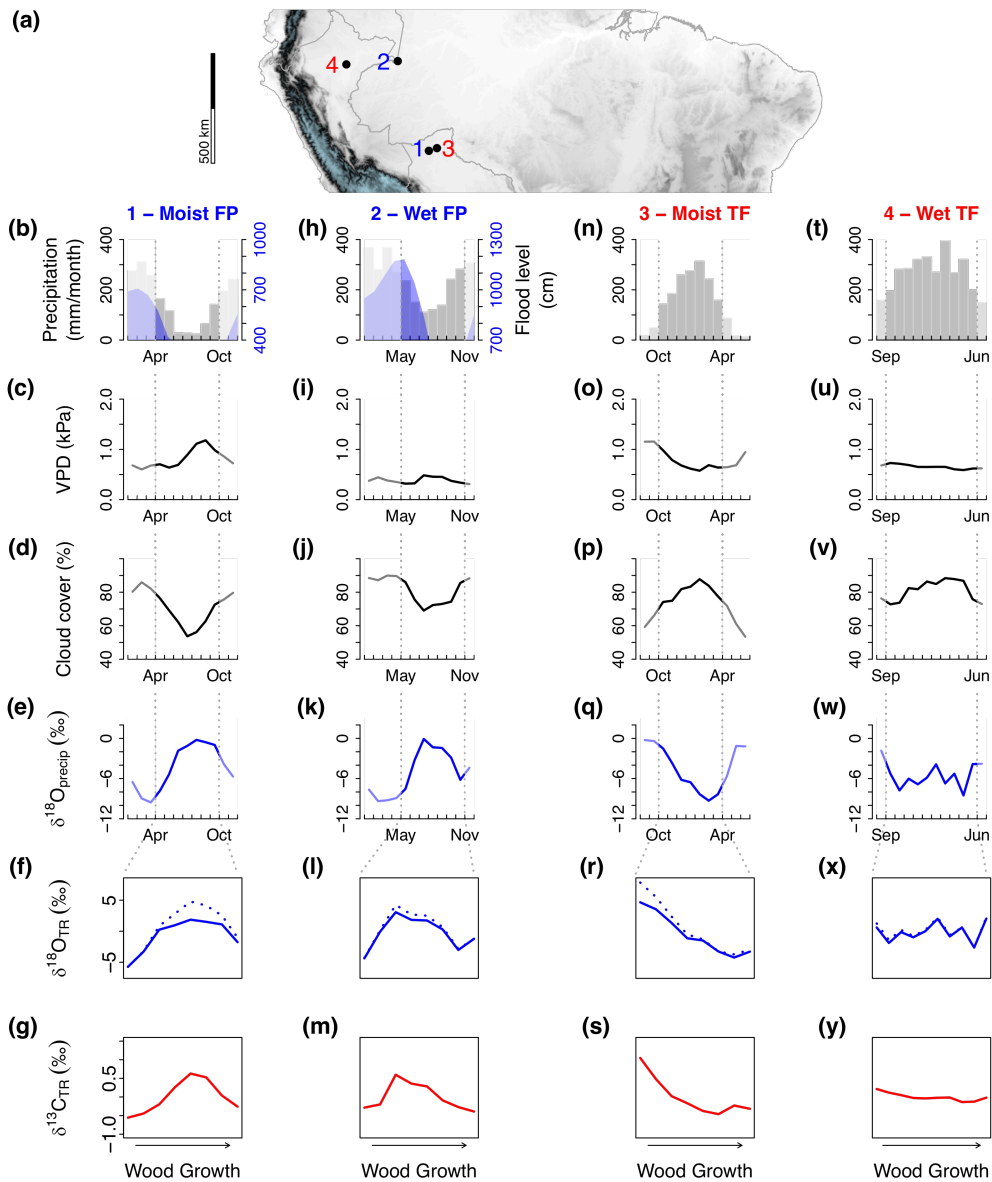 (a)
500 km
4
2
1
3
1 – Moist FP
2 – Wet FP
3 – Moist TF
4 – Wet TF
(b)
(h)
(n)
(t)
Precipitation
(mm/month)
0
200
400
400
700
1000
Apr
Oct
0
200
400
700
1000
1300
Flood level
(cm)
May
Nov
0
200
400
Oct
Apr
0
200
400
Sep
Jun
(c)
(i)
(o)
(u)
VPD (kPa)
0.0
1.0
2.0
Apr
Oct
0.0
1.0
2.0
May
Nov
0.0
1.0
2.0
Oct
Apr
0.0
1.0
2.0
Sep
Jun
(d)
(j)
(p)
(v)
Cloud cover (%)
40
60
80
Apr
Oct
40
60
80
May
Nov
40
60
80
Oct
Apr
40
60
80
Sep
Jun
(e)
(k)
(q)
(w)
δ18Oprecip (‰)
−12
−6
0
Apr
Oct
−12
−6
0
May
Nov
−12
−6
0
Oct
Apr
−12
−6
0
Sep
Jun
(f)
(l)
(r)
(x)
δ18OTR (‰)
−5
5
(g)
(m)
(s)
(y)
δ13CTR (‰)
−1.0
0.5
Wood Growth
Wood Growth
Wood Growth
Wood Growth